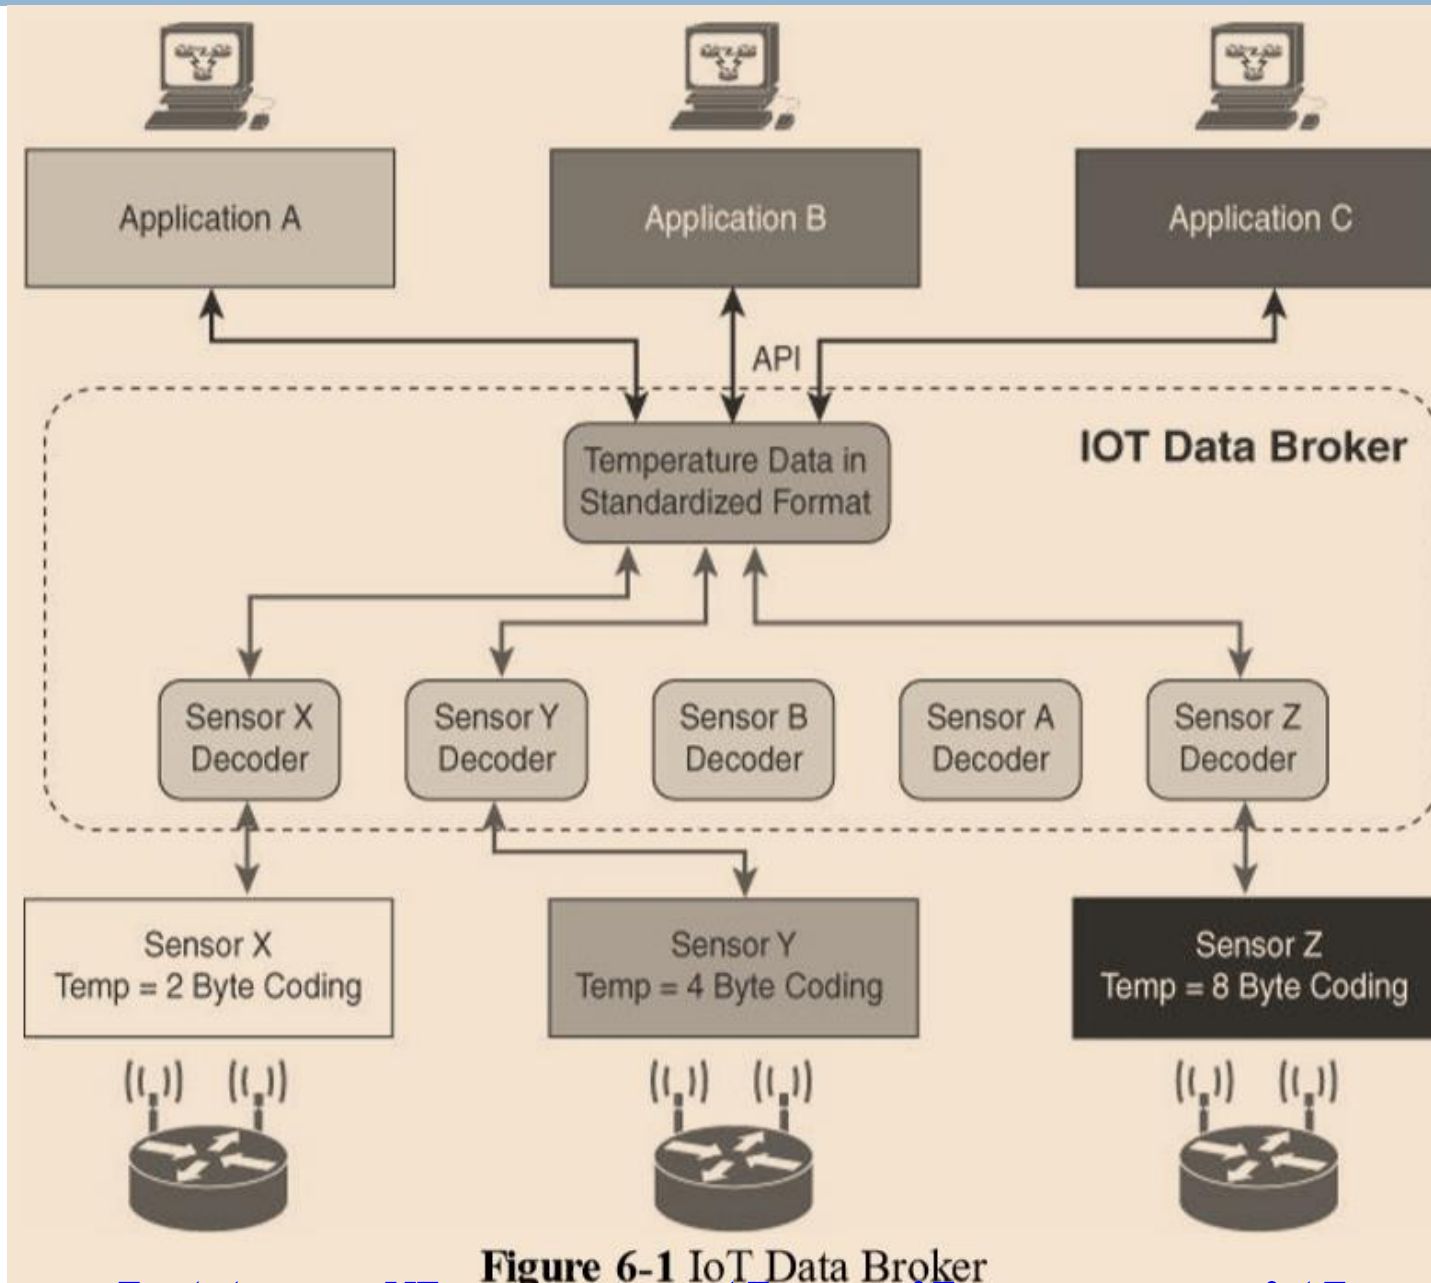 Application A
Application B
Application C
API
IOT Data Broker
Temperature Data in
Standardized Format
Sensor X
Decoder
Sensor Y
Decoder
Sensor B
Decoder
Sensor A
Decoder
Sensor Z
Decoder
Sensor X
Temp = 2 Byte Coding
Sensor Y
Temp = 4 Byte Coding
Sensor Z
Temp = 8 Byte Coding
Figure 6-1 IoT Data Broker